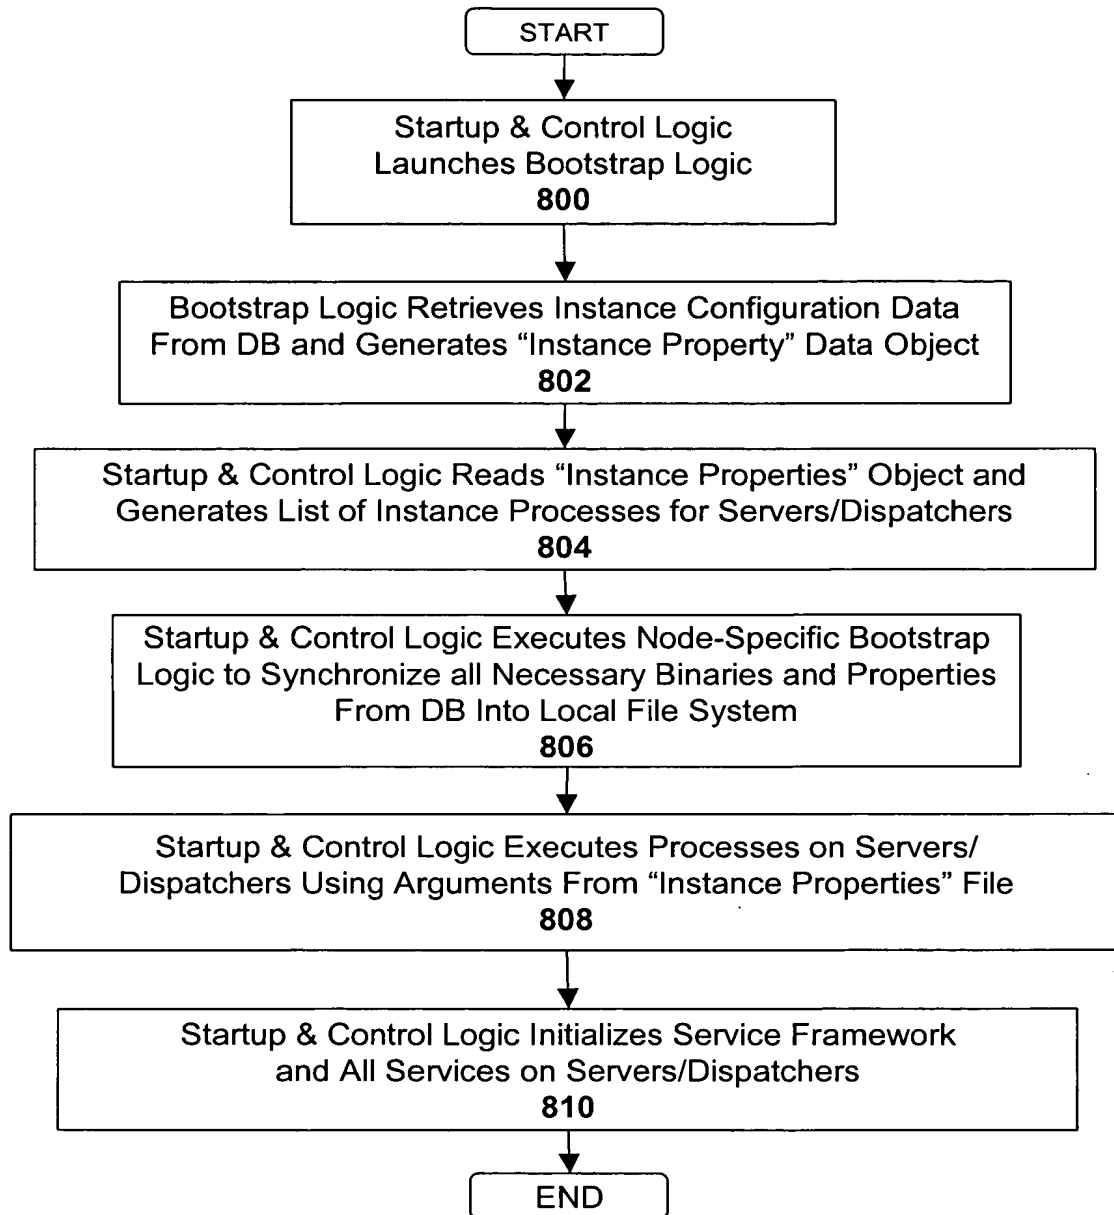 START
Startup & Control Logic
Launches Bootstrap Logic
800
Bootstrap Logic Retrieves Instance Configuration Data
From DB and Generates “Instance Property” Data Object
802
Startup & Control Logic Reads “Instance Properties” Object and
Generates List of Instance Processes for Servers/Dispatchers
804
Startup & Control Logic Executes Node-Specific Bootstrap
Logic to Synchronize all Necessary Binaries and Properties
From DB Into Local File System
806
Startup & Control Logic Executes Processes on Servers/
Dispatchers Using Arguments From “Instance Properties” File
808
Startup & Control Logic Initializes Service Framework
and All Services on Servers/Dispatchers
810
END